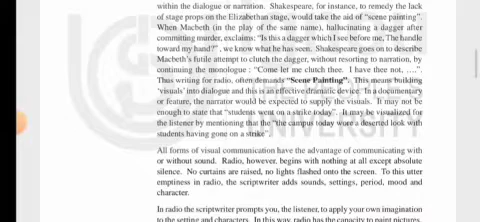 within the dialogue or narration. Shakespeare, for instance, to remedy the lack
of stage props on the Elizabethan stage, would take the aid of "scene painting".
When Macbeth (in the play of same name), hallucinating a dagger after
committing murder, exclaims: "Is this a dagger which I see before me, The handle
toward my hand?", we know what he has seen. Shakespeare goes on to describe
Macbeth's futile attempt to clutch the dagger, without resorting to narration, by
continuing the monologue : "Come let me clutch thee. I have thee not, ....".
Thus writing for radio, often demands "Scene Painting". This means building
'visuals' into dialogue and this is an effective dramatic device. In a documentary
or feature, the narrator would be expected to supply the visuals. It may not be
enough to state that "students went on a strike today". It may be visualized for
the listener by mentioning that the "the campus today wore a deserted look with
students having gone on a strike".
All forms of visual communication have the advantage of communicating with
or without sound. Radio, however, begins with nothing at all except absolute
silence. No curtains are raised, no lights flashed onto the screen. To this utter
emptiness in radio, the scriptwriter adds sounds, settings, period, mood and
character.
In radio the scriptwriter prompts you, the listener, to apply your own imagination
to the setting and characters. In this way, radio has the capacity to paint pictures,